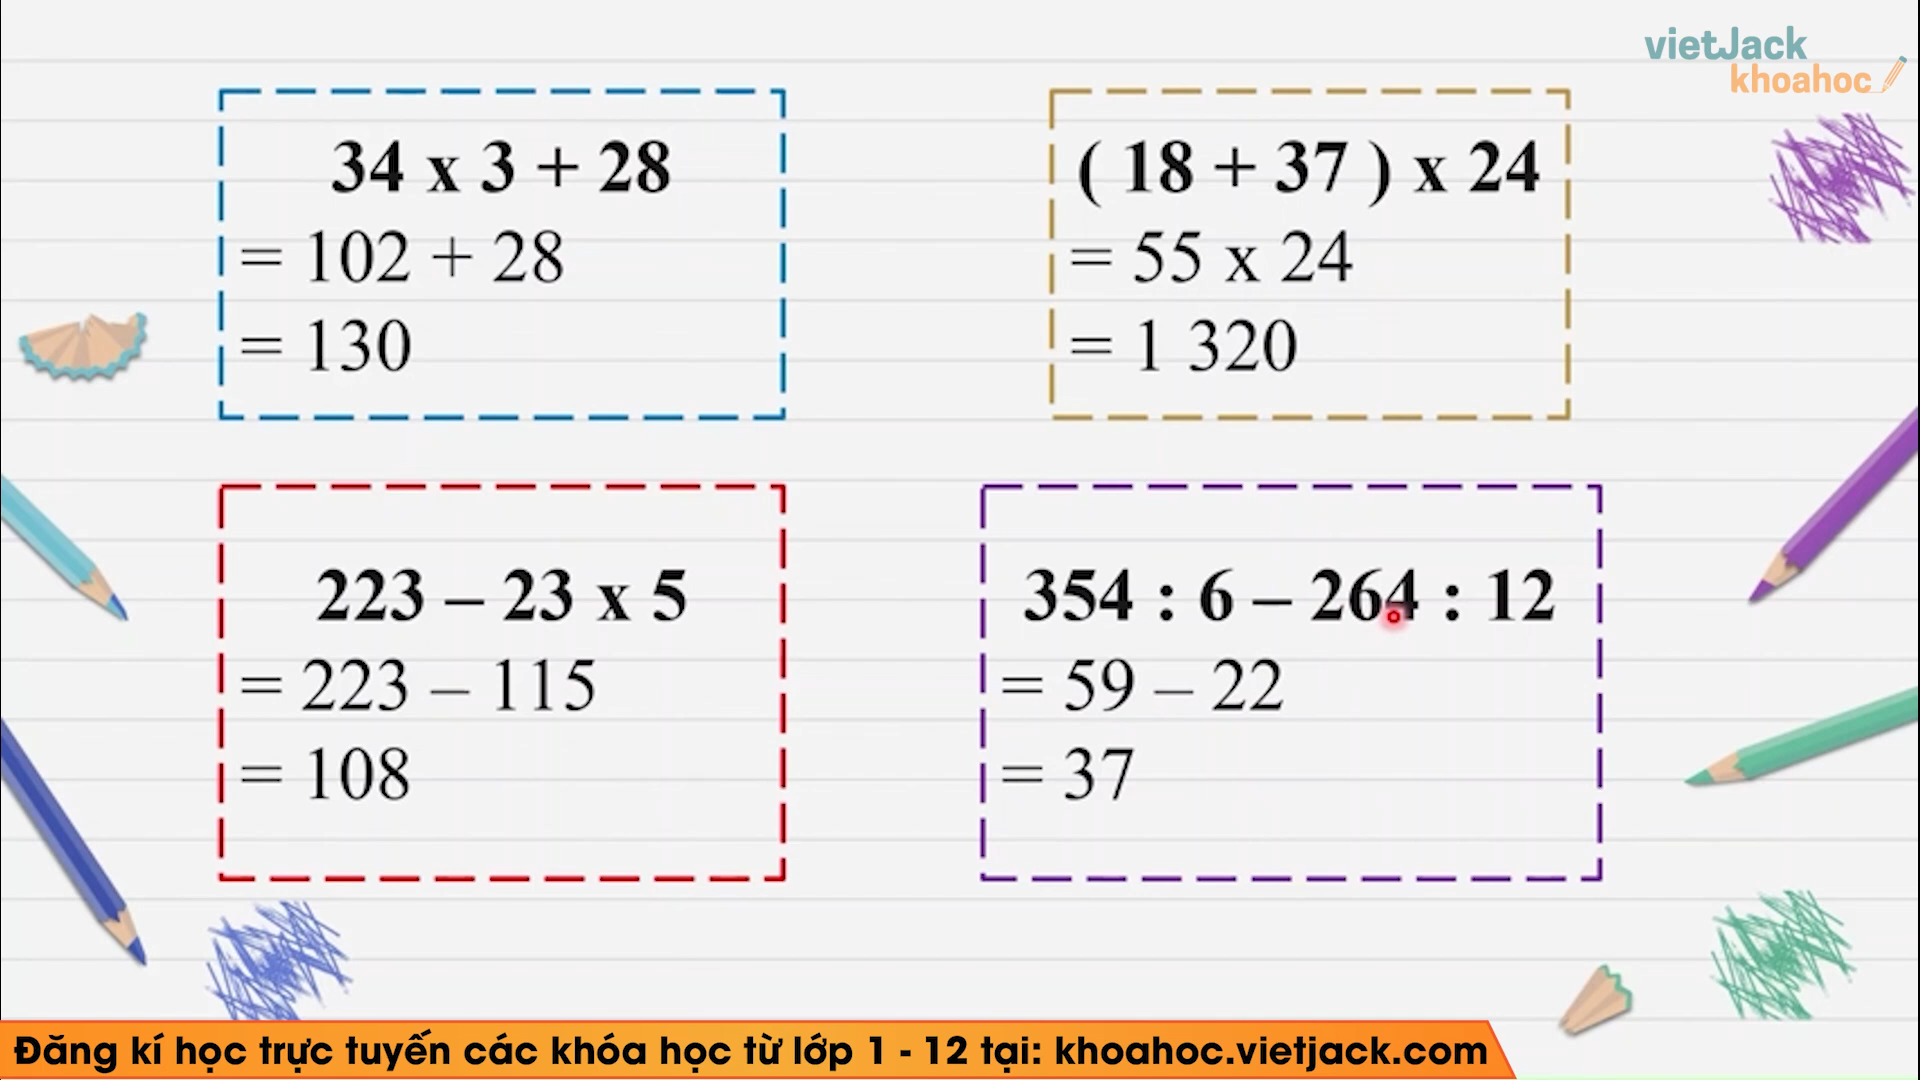 vietJack
khoahoc
34 x 3 + 28
= 102 + 28
= 130
( 18 + 37 ) x 24
= 55 x 24
= 1 320
223 – 23 x 5
= 223 – 115
= 108
354 : 6 – 264 : 12
= 59 – 22
= 37
Đăng kí học trực tuyến các khóa học từ lớp 1 - 12 tại: khoahoc.vietjack.com